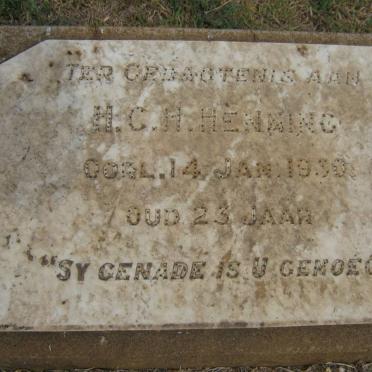 TER GEDAGTENIS AAN
H.C.H. HENNING
OORL. 14 JAN. 1930
OUD 23 JAAR
"SY GENADE IS U GENOEG